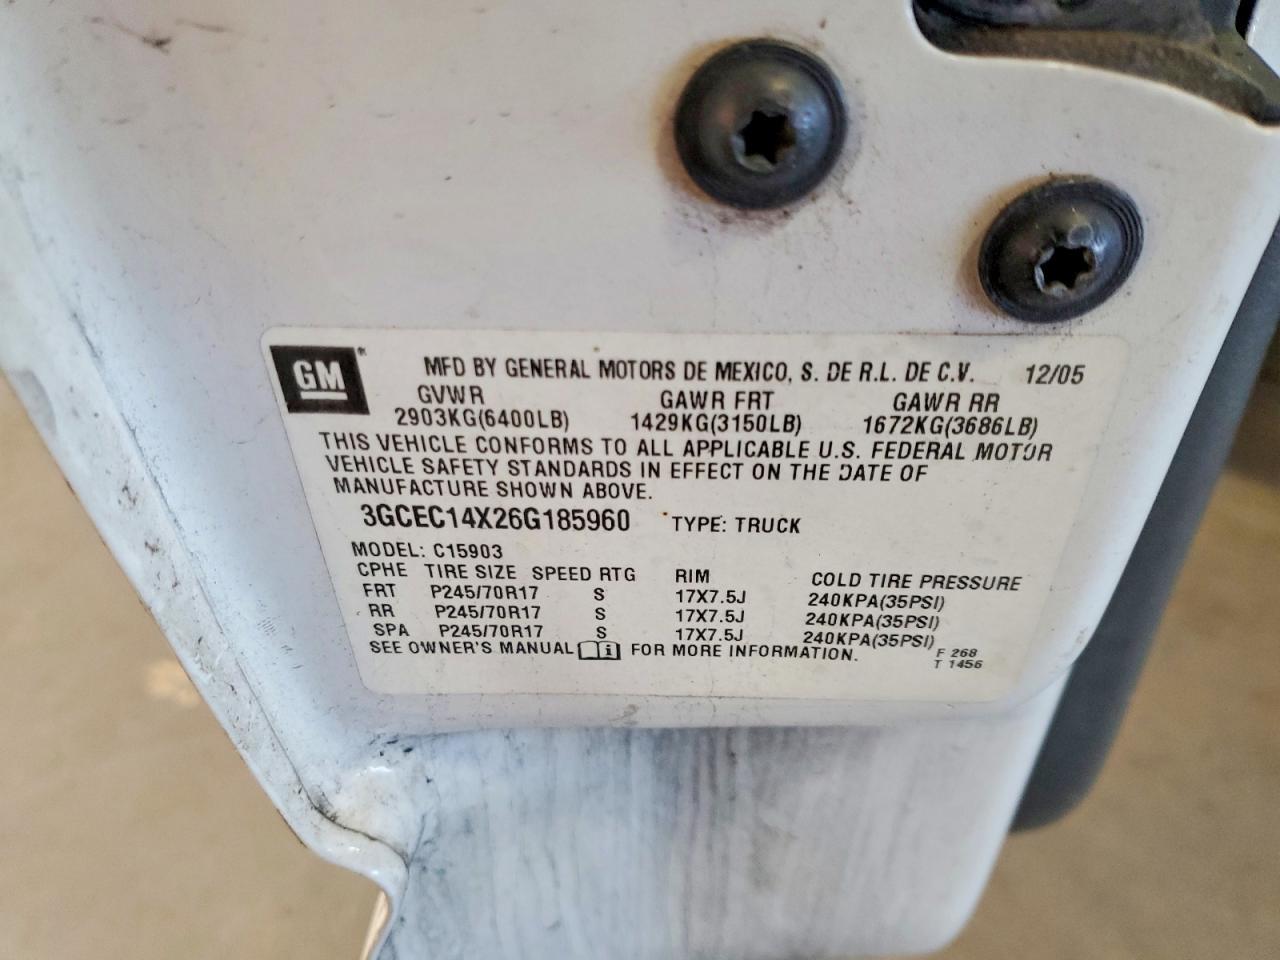 GM
MFD BY GENERAL MOTORS DE MEXICO, S. DE R.L. DE C.V. 12/05
GVWR GAWR FRT GAWR RR
2903KG(6400LB) 1429KG(3150LB) 1672KG(3686LB)
THIS VEHICLE CONFORMS TO ALL APPLICABLE U.S. FEDERAL MOTOR
VEHICLE SAFETY STANDARDS IN EFFECT ON THE DATE OF
MANUFACTURE SHOWN ABOVE.
3GCEC14X26G185960 TYPE: TRUCK
MODEL: C15903
CPHE TIRE SIZE SPEED RTG RIM COLD TIRE PRESSURE
FRT P245/70R17 S 17X7.5J 240KPA(35PSI)
RR P245/70R17 S 17X7.5J 240KPA(35PSI)
SPA P245/70R17 S 17X7.5J 240KPA(35PSI)
SEE OWNER'S MANUAL i FOR MORE INFORMATION.
F 268
T 1456